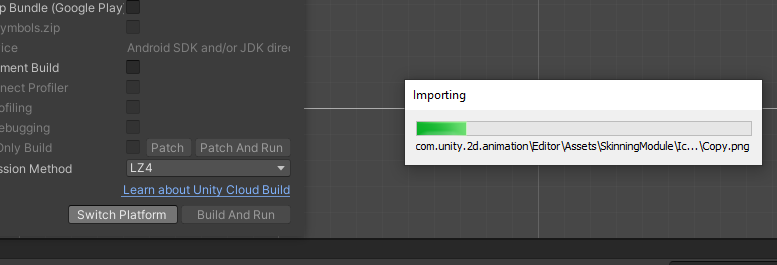 p Bundle (Google Play)
ymbols.zip
ice Android SDK and/or JDK direc
ment Build
nect Profiler
ofiling
ebugging
Only Build Patch Patch And Run
ssion Method LZ4
Learn about Unity Cloud Build
Switch Platform Build And Run
Importing
com.unity.2d.animation\Editor\Assets\SkinningModule\Ic...\Copy.png